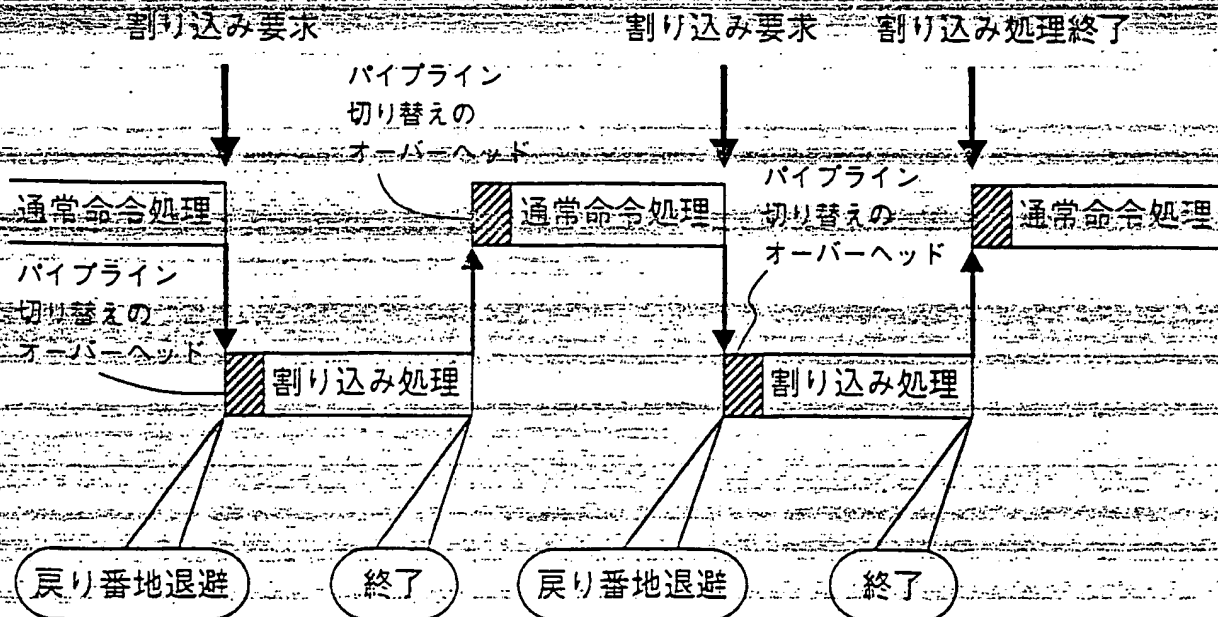 割り込み要求
割り込み要求
割り込み処理終了
パイプライン
切り替えの
オーバーヘッド
パイプライン
切り替えの
オーバーヘッド
通常命令処理
通常命令処理
通常命令処理
パイプライン
切り替えの
オーバーヘッド
割り込み処理
割り込み処理
戻り番地退避
終了
戻り番地退避
終了